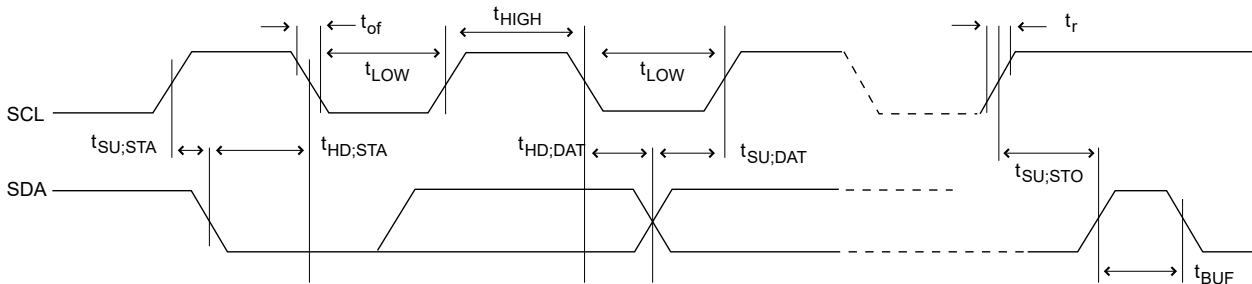 t_of t_HIGH t_r
t_LOW t_LOW
SCL
t_SU;STA t_HD;STA t_HD;DAT t_SU;DAT
t_SU;STO
SDA
t_BUF